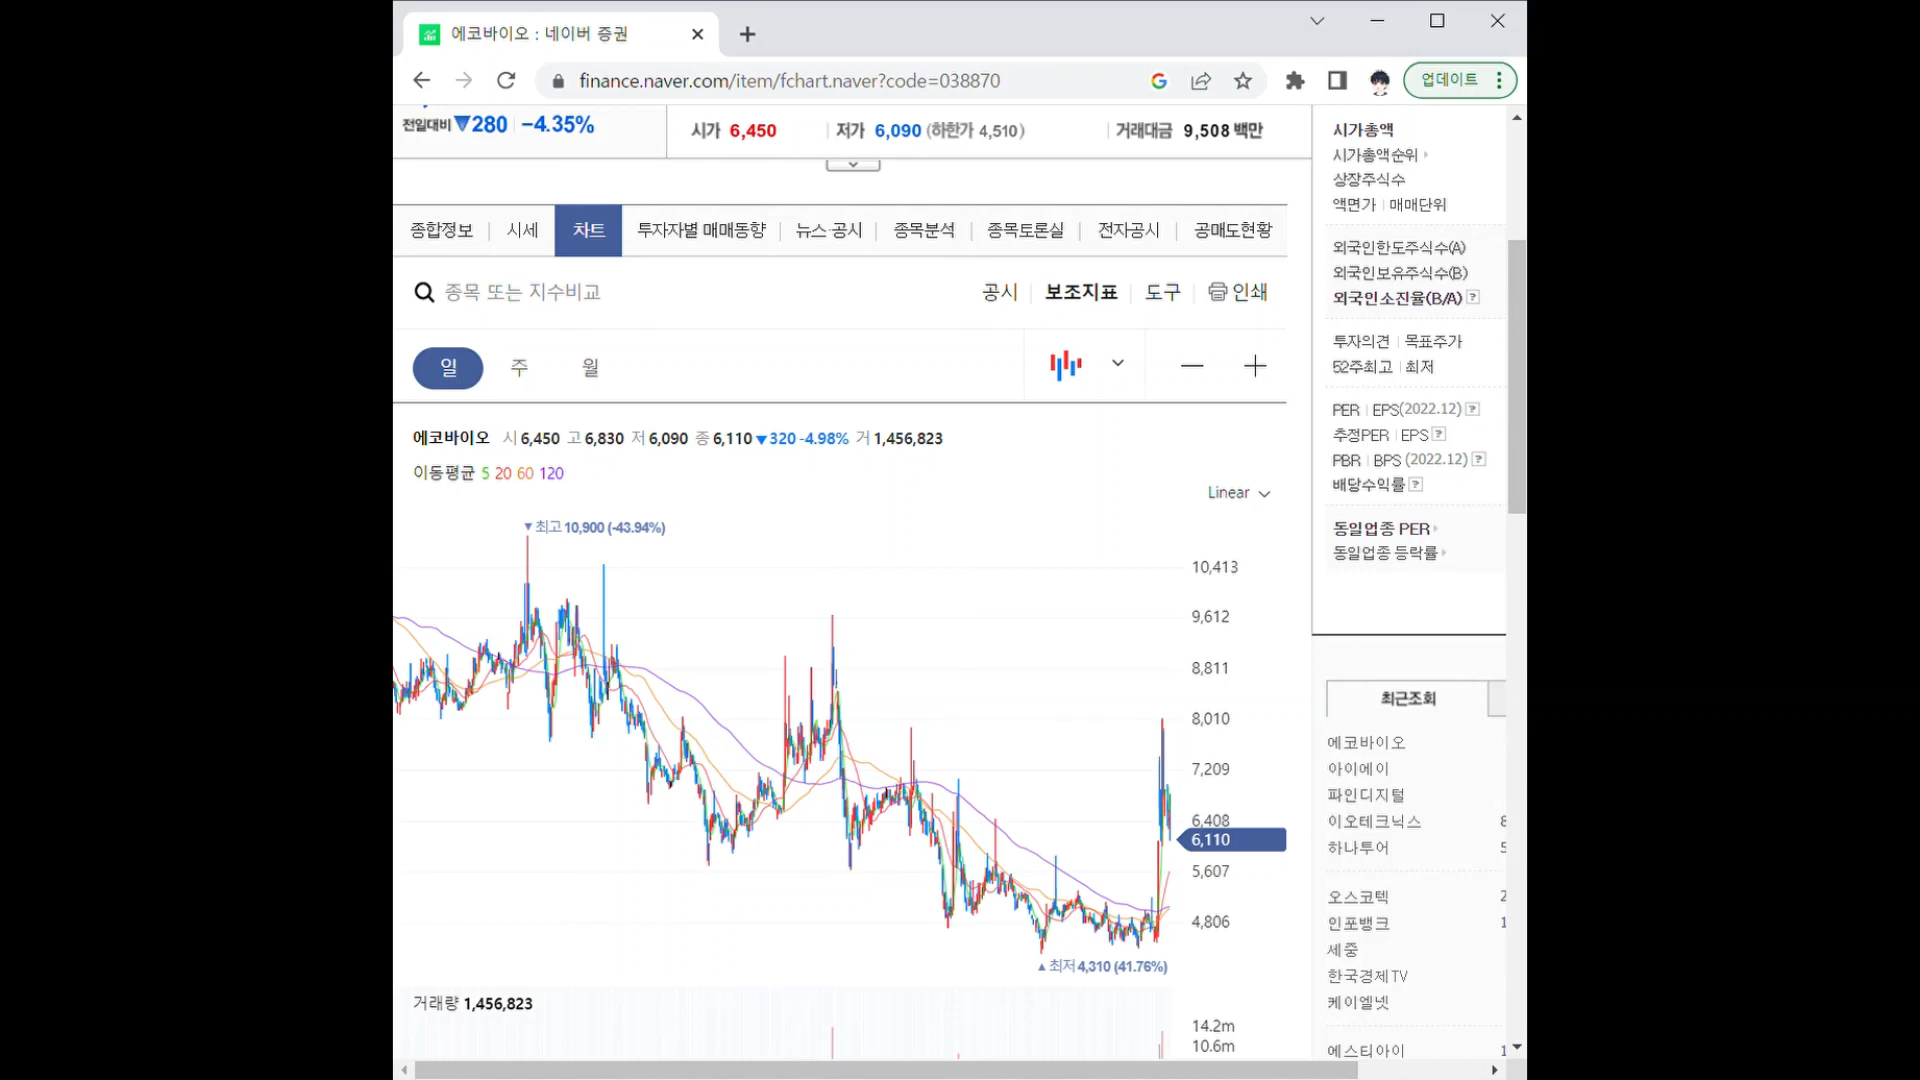 에코바이오 : 네이버 증권
finance.naver.com/item/fchart.naver?code=038870
업데이트
전일대비 ▼280 | -4.35%
시가 6,450 | 저가 6,090 (하한가 4,510) | 거래대금 9,508 백만
종합정보 | 시세 차트 투자자별 매매동향 | 뉴스·공시 | 종목분석 | 종목토론실 | 전자공시 | 공매도현황
종목 또는 지수비교
공시 | 보조지표 | 도구 | 인쇄
일 주 월
에코바이오 시 6,450 고 6,830 저 6,090 종 6,110 ▼320 -4.98% 거 1,456,823
이동평균 5 20 60 120
Linear
▼최고 10,900 (-43.94%)
10,413
9,612
8,811
8,010
7,209
6,408
6,110
5,607
4,806
▲최저 4,310 (41.76%)
거래량 1,456,823
14.2m
10.6m
시가총액
시가총액순위
상장주식수
액면가 | 매매단위
외국인한도주식수(A)
외국인보유주식수(B)
외국인소진율(B/A) ?
투자의견 | 목표주가
52주최고 | 최저
PER | EPS(2022.12) ?
추정PER | EPS ?
PBR | BPS (2022.12) ?
배당수익률 ?
동일업종 PER
동일업종 등락률
최근조회
에코바이오
아이에이
파인디지털
이오테크닉스 8
하나투어 5
오스코텍 2
인포뱅크 1
세중
한국경제TV
케이엘넷
에스티아이 1